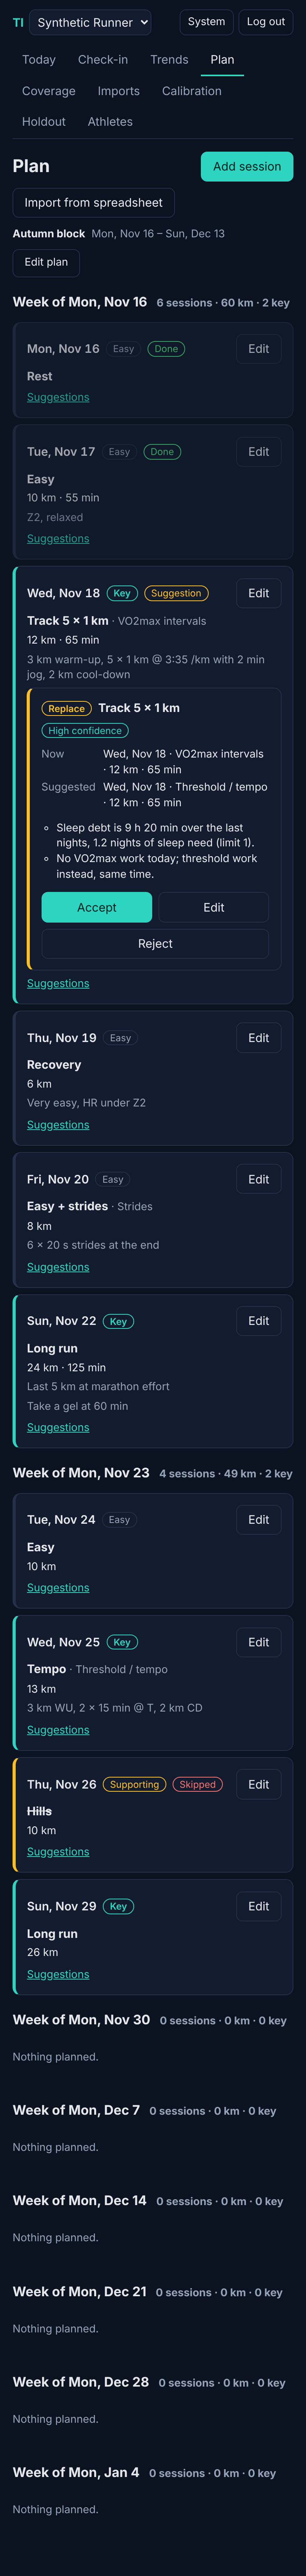 TI Synthetic Runner System Log out
Today Check-in Trends Plan
Coverage Imports Calibration
Holdout Athletes
Plan Add session
Import from spreadsheet
Autumn block Mon, Nov 16 – Sun, Dec 13
Edit plan
Week of Mon, Nov 16 6 sessions · 60 km · 2 key
Mon, Nov 16 Easy Done Edit
Rest
Suggestions
Tue, Nov 17 Easy Done Edit
Easy
10 km · 55 min
Z2, relaxed
Suggestions
Wed, Nov 18 Key Suggestion Edit
Track 5 × 1 km · VO2max intervals
12 km · 65 min
3 km warm-up, 5 × 1 km @ 3:35 /km with 2 min
jog, 2 km cool-down
Replace Track 5 × 1 km
High confidence
Now Wed, Nov 18 · VO2max intervals
· 12 km · 65 min
Suggested Wed, Nov 18 · Threshold / tempo
· 12 km · 65 min
Sleep debt is 9 h 20 min over the last
nights, 1.2 nights of sleep need (limit 1).
No VO2max work today; threshold work
instead, same time.
Accept Edit
Reject
Suggestions
Thu, Nov 19 Easy Edit
Recovery
6 km
Very easy, HR under Z2
Suggestions
Fri, Nov 20 Easy Edit
Easy + strides · Strides
8 km
6 × 20 s strides at the end
Suggestions
Sun, Nov 22 Key Edit
Long run
24 km · 125 min
Last 5 km at marathon effort
Take a gel at 60 min
Suggestions
Week of Mon, Nov 23 4 sessions · 49 km · 2 key
Tue, Nov 24 Easy Edit
Easy
10 km
Suggestions
Wed, Nov 25 Key Edit
Tempo · Threshold / tempo
13 km
3 km WU, 2 × 15 min @ T, 2 km CD
Suggestions
Thu, Nov 26 Supporting Skipped Edit
Hills
10 km
Suggestions
Sun, Nov 29 Key Edit
Long run
26 km
Suggestions
Week of Mon, Nov 30 0 sessions · 0 km · 0 key
Nothing planned.
Week of Mon, Dec 7 0 sessions · 0 km · 0 key
Nothing planned.
Week of Mon, Dec 14 0 sessions · 0 km · 0 key
Nothing planned.
Week of Mon, Dec 21 0 sessions · 0 km · 0 key
Nothing planned.
Week of Mon, Dec 28 0 sessions · 0 km · 0 key
Nothing planned.
Week of Mon, Jan 4 0 sessions · 0 km · 0 key
Nothing planned.